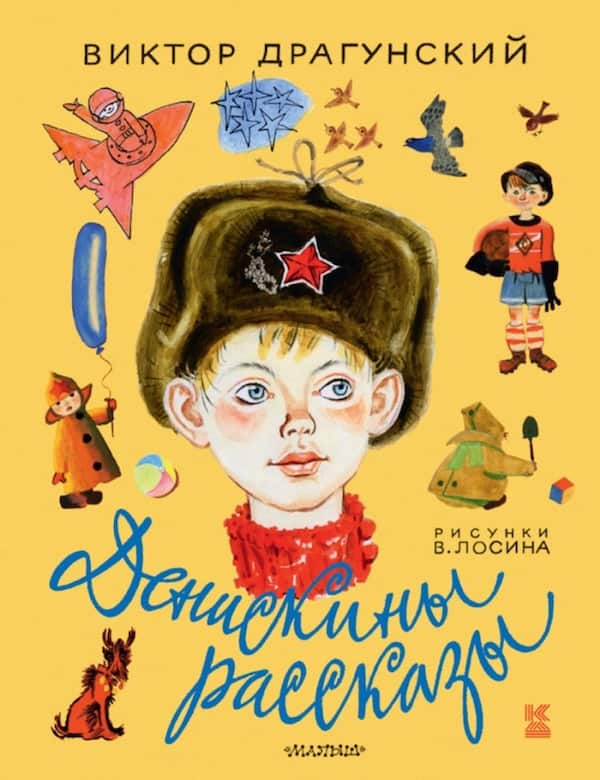 ВИКТОР ДРАГУНСКИЙ
РИСУНКИ
В. ЛОСИНА
Денискины
рассказы
«МАЛЫШ»